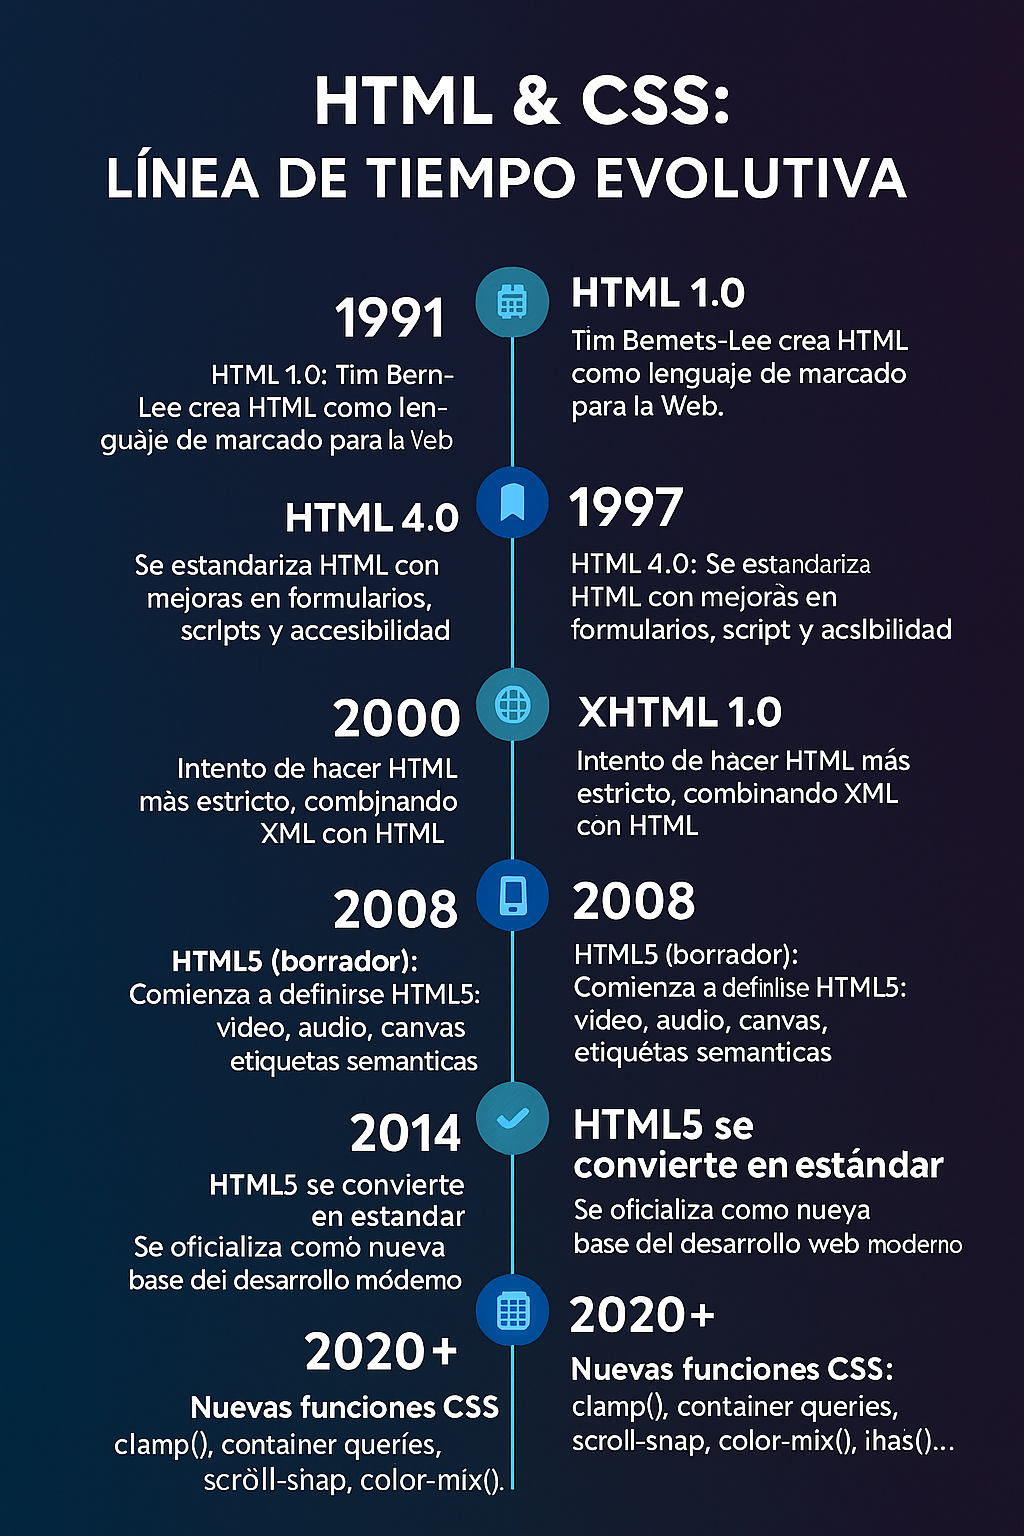 HTML & CSS:
LÍNEA DE TIEMPO EVOLUTIVA
1991
HTML 1.0: Tim Bern-
Lee crea HTML como len-
guàje de marcado para la Veb
HTML 1.0
Tim Bemets-Lee crea HTML
como lenguaje de marcado
para la Web.
HTML 4.0
Se estandariza HTML con
mejoras en formularios,
scrlpts y accesibilidad
1997
HTML 4.0: Se estandariza
HTML con mejoràs en
formularios, script y acslbilidad
2000
Intento de hacer HTML
màs estricto, combjnando
XML con HTML
XHTML 1.0
Intento de hàcer HTML más
estricto, combinando XML
con HTML
2008
HTML5 (borrador):
Comienza a definirse HTML5:
video, audio, canvas
etiquetas semanticas
2008
HTML5 (borrador):
Comienza a definlise HTML5:
video, audio, canvas,
etiquétas semanticas
2014
HTML5 se convierte
en estandar
Se oficializa comò nueva
base dei desarrollo módemo
HTML5 se
convierte en estándar
Se oficializa como nueya
base del desarrollo web moderno
2020+
Nuevas funciones CSS
clamp(), container queríes,
scröll-snap, color-míx().
2020+
Nuevas funciones CSS:
clamp(), container queries,
scroll-snap, color-mix(), ihas()...